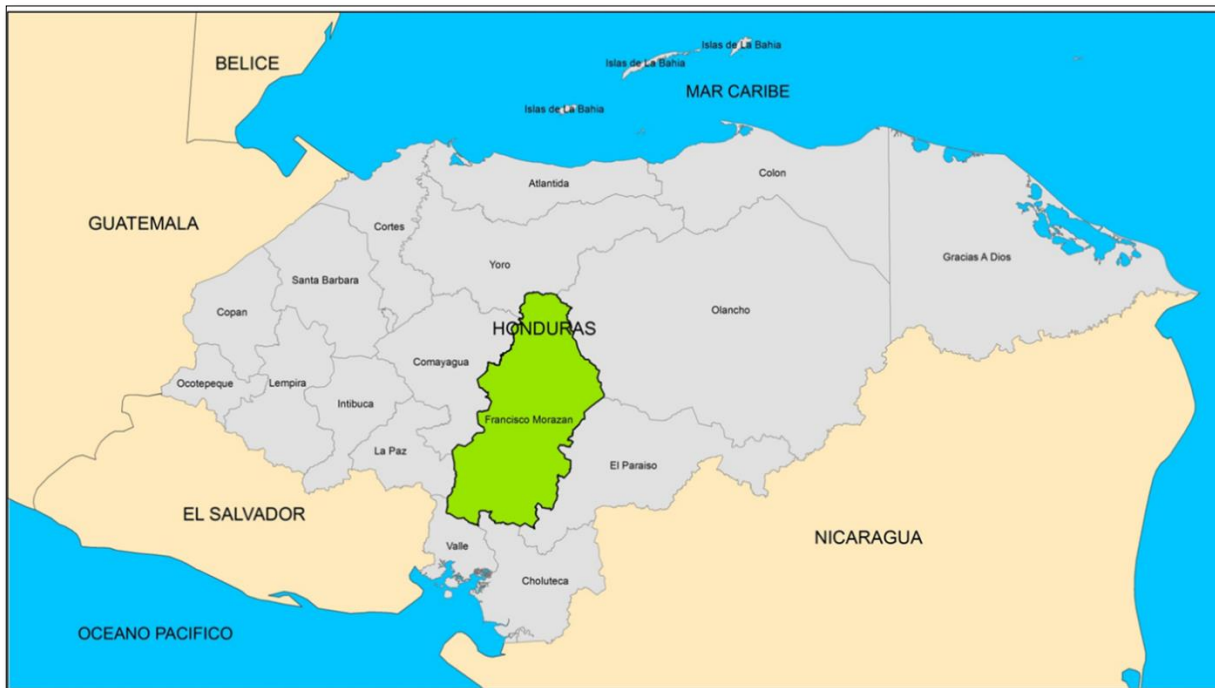 Islas de La Bahia
BELICE
Islas de La Bahia
MAR CARIBE
Islas de La Bahia
Colon
Atlantida
GUATEMALA
Cortes
Gracias A Dios
Yoro
Santa Barbara
Olancho
Copan
HONDURAS
Comayagua
Ocotepeque
Lempira
Intibuca
Francisco Morazan
La Paz
El Paraiso
EL SALVADOR
NICARAGUA
Valle
Choluteca
OCEANO PACIFICO